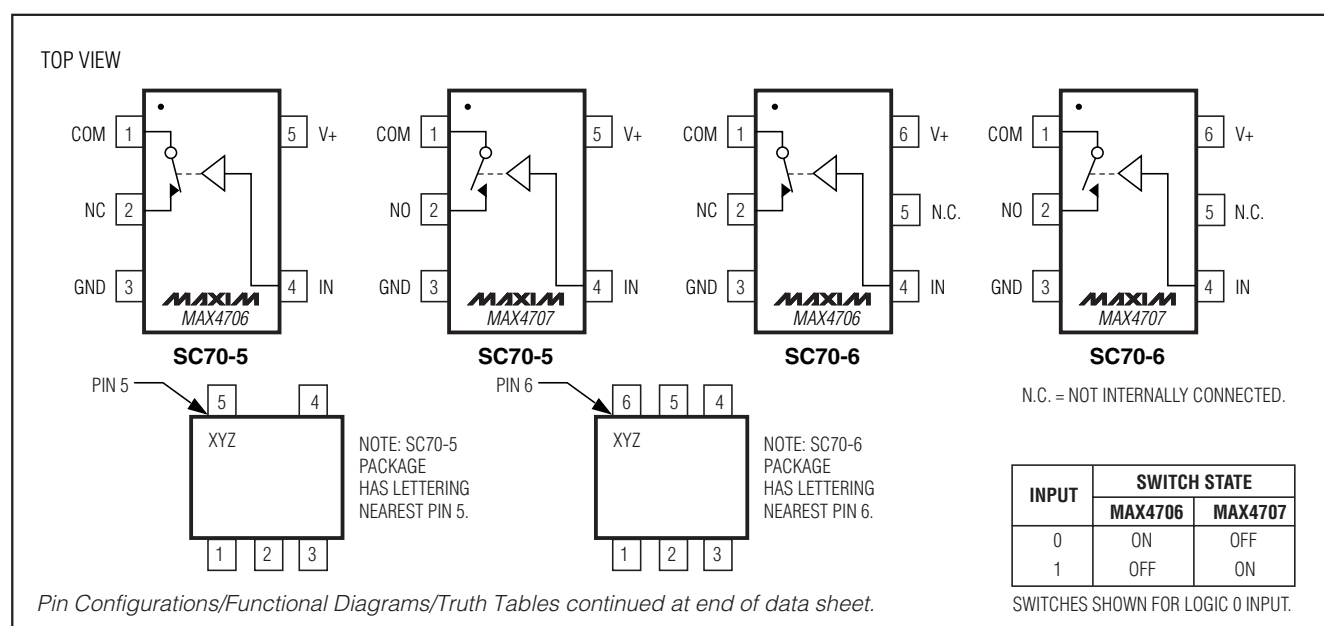 TOP VIEW
COM 1 5 V+
NC 2
GND 3 4 IN
MAXIM
MAX4706
SC70-5
COM 1 5 V+
NO 2
GND 3 4 IN
MAXIM
MAX4707
SC70-5
COM 1 6 V+
NC 2 5 N.C.
GND 3 4 IN
MAXIM
MAX4706
SC70-6
COM 1 6 V+
NO 2 5 N.C.
GND 3 4 IN
MAXIM
MAX4707
SC70-6
PIN 5
5 4
XYZ
1 2 3
NOTE: SC70-5
PACKAGE
HAS LETTERING
NEAREST PIN 5.
PIN 6
6 5 4
XYZ
1 2 3
NOTE: SC70-6
PACKAGE
HAS LETTERING
NEAREST PIN 6.
N.C. = NOT INTERNALLY CONNECTED.
INPUT SWITCH STATE
MAX4706 MAX4707
0 ON OFF
1 OFF ON
SWITCHES SHOWN FOR LOGIC 0 INPUT.
Pin Configurations/Functional Diagrams/Truth Tables continued at end of data sheet.